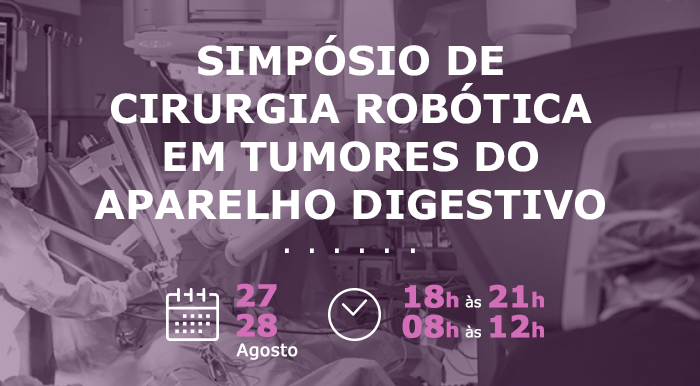 SIMPÓSIO DE
CIRURGIA ROBÓTICA
EM TUMORES DO
APARELHO DIGESTIVO
. . . . . .
27
28
Agosto
18h às 21h
08h às 12h